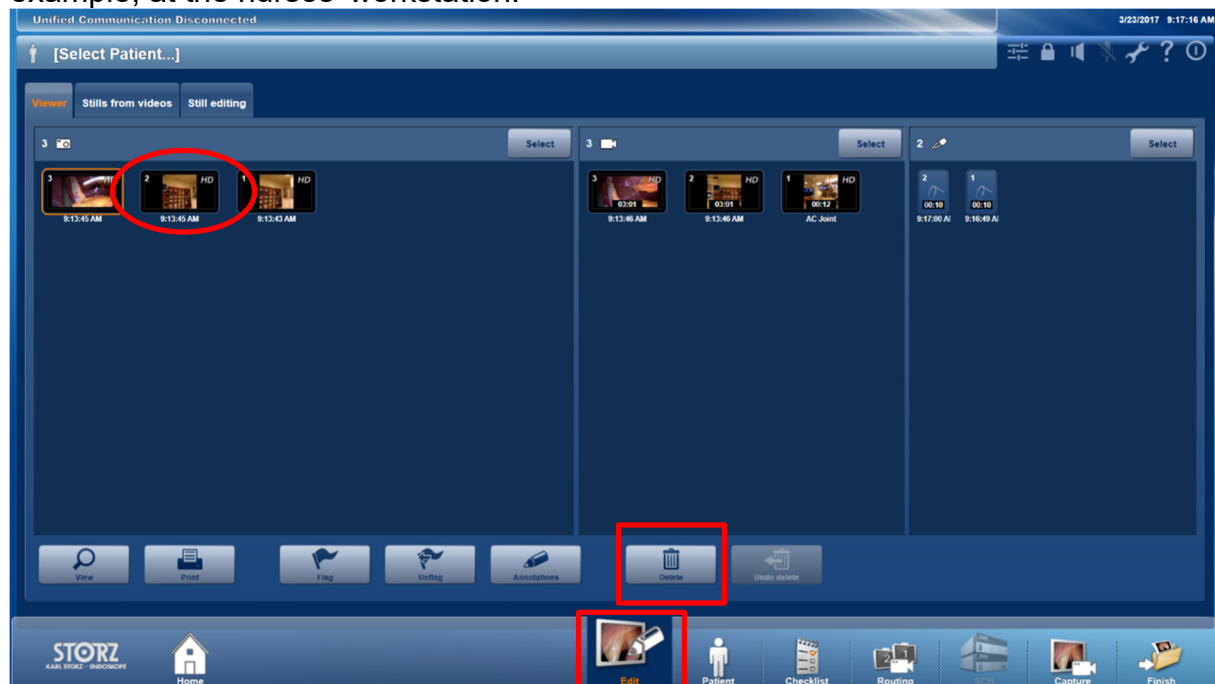 example, at the nurses' workstation.
Unified Communication Disconnected 3/23/2017 9:17:16 AM
[Select Patient...]
Viewer Stills from videos Still editing
3 Select 3 Select 2 Select
3 HD 2 HD 1 HD 3 HD 2 HD 1 HD 2 1
03:01 03:01 00:12 00:10 00:10
9:13:45 AM 9:13:45 AM 9:13:43 AM 9:13:46 AM 9:13:46 AM AC Joint 9:17:00 A 9:16:49 A
View Print Flag Unflag Annotations Delete Undo delete
STORZ
KARL STORZ – ENDOSKOPE
Home Edit Patient Checklist Routing SCB Capture Finish